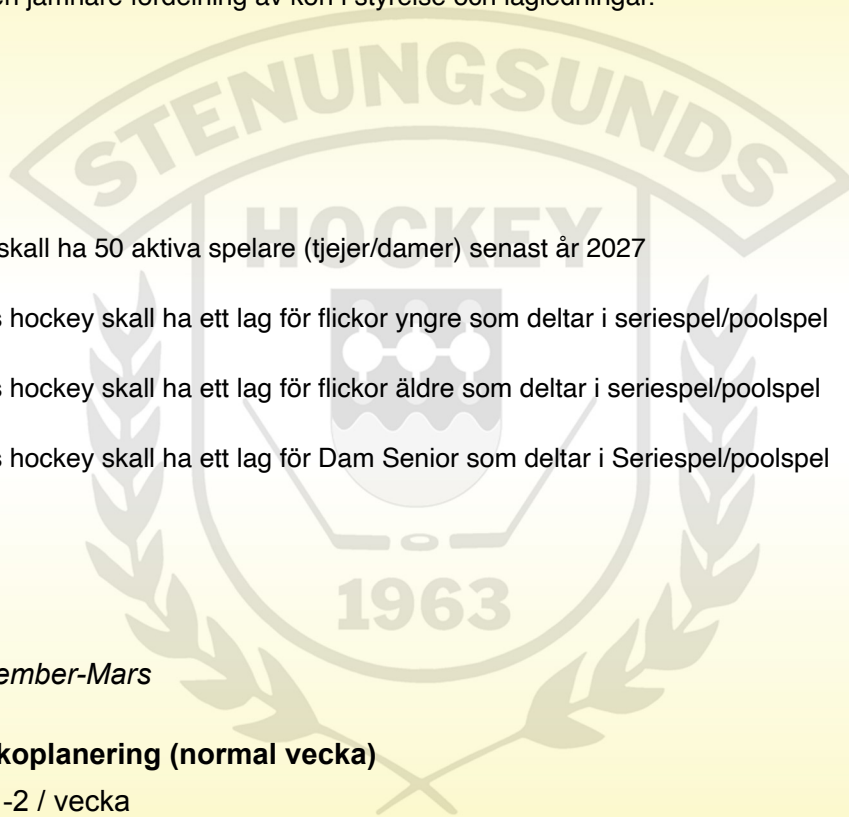 jämnare fördelning av kön i styrelse och lagledningar.
STENUNGSUNDS
HOCKEY
skall ha 50 aktiva spelare (tjejer/damer) senast år 2027
s hockey skall ha ett lag för flickor yngre som deltar i seriespel/poolspel
s hockey skall ha ett lag för flickor äldre som deltar i seriespel/poolspel
s hockey skall ha ett lag för Dam Senior som deltar i Seriespel/poolspel
1963
ember-Mars
koplanering (normal vecka)
-2 / vecka